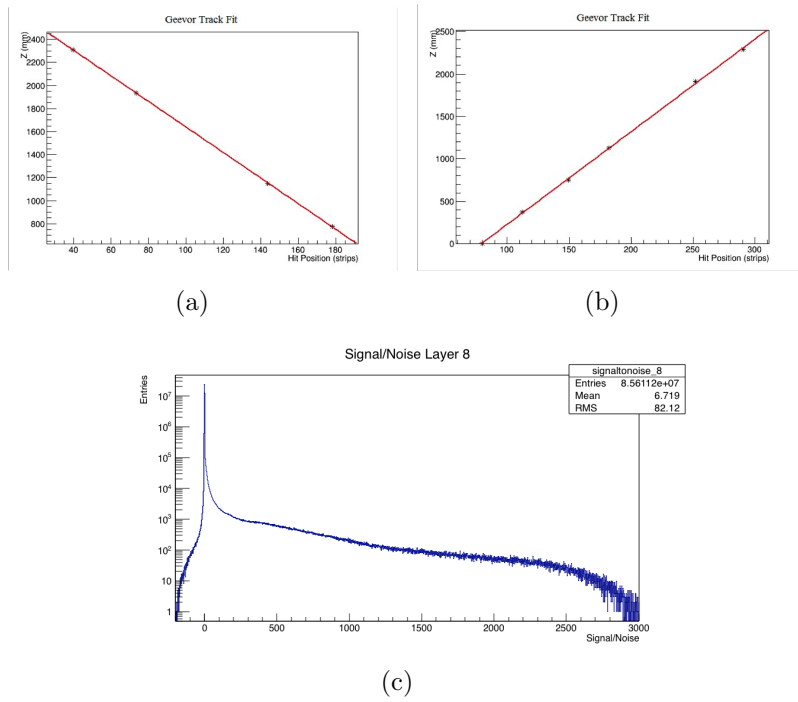 Geevor Track Fit
Z (mm)
2400
2200
2000
1800
1600
1400
1200
1000
800
40 60 80 100 120 140 160 180
Hit Position (strips)
(a)
Geevor Track Fit
Z (mm)
2500
2000
1500
1000
500
0
100 150 200 250 300
Hit Position (strips)
(b)
Signal/Noise Layer 8
signaltonoise_8
Entries 8.56112e+07
Mean 6.719
RMS 82.12
Entries
10⁷
10⁶
10⁵
10⁴
10³
10²
10
1
0 500 1000 1500 2000 2500 3000
Signal/Noise
(c)